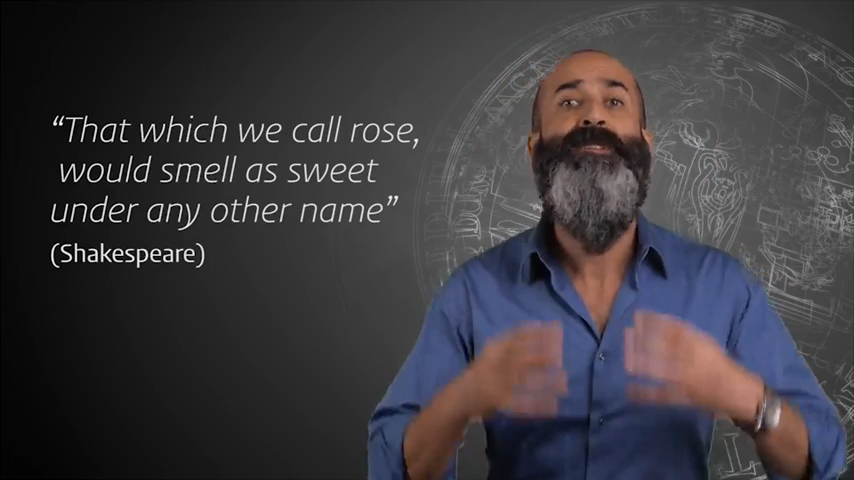 “That which we call rose,
would smell as sweet
under any other name”
(Shakespeare)